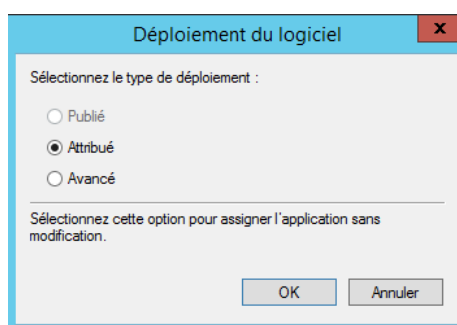 Déploiement du logiciel
x
Sélectionnez le type de déploiement :
Publié
Attribué
Avancé
Sélectionnez cette option pour assigner l'application sans
modification.
OK
Annuler